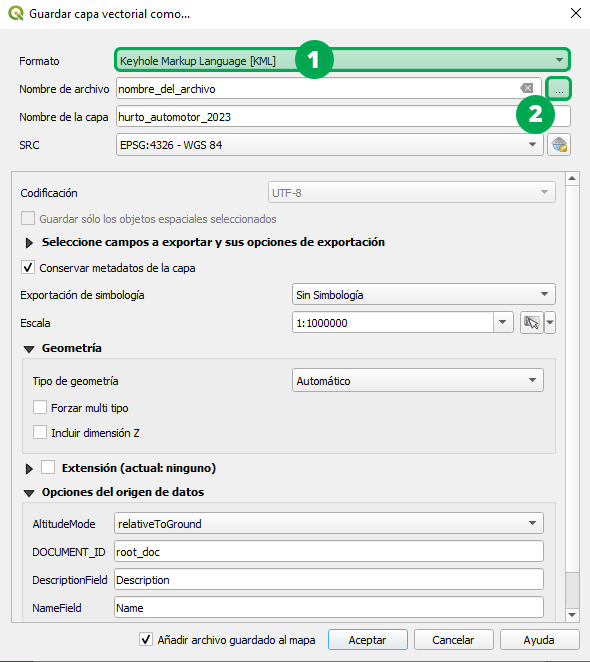 Guardar capa vectorial como...
Formato Keyhole Markup Language [KML] 1
Nombre de archivo nombre_del_archivo ...
2
Nombre de la capa hurto_automotor_2023
SRC EPSG:4326 - WGS 84
Codificación UTF-8
Guardar sólo los objetos espaciales seleccionados
Seleccione campos a exportar y sus opciones de exportación
Conservar metadatos de la capa
Exportación de simbología Sin Simbología
Escala 1:1000000
Geometría
Tipo de geometría Automático
Forzar multi tipo
Incluir dimensión Z
Extensión (actual: ninguno)
Opciones del origen de datos
AltitudeMode relativeToGround
DOCUMENT_ID root_doc
DescriptionField Description
NameField Name
Añadir archivo guardado al mapa Aceptar Cancelar Ayuda